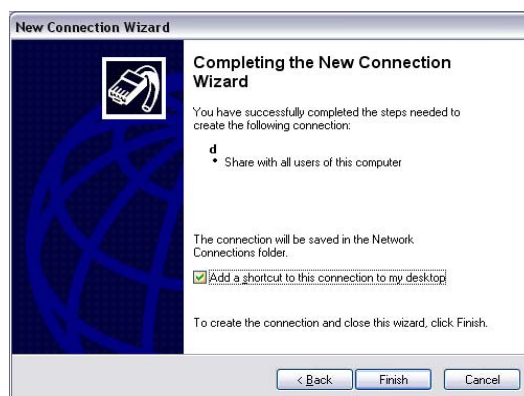 New Connection Wizard
Completing the New Connection
Wizard
You have successfully completed the steps needed to
create the following connection:
d
• Share with all users of this computer
The connection will be saved in the Network
Connections folder.
Add a shortcut to this connection to my desktop
To create the connection and close this wizard, click Finish.
< Back Finish Cancel